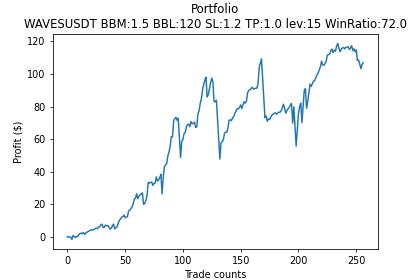 Portfolio
WAVESUSDT BBM:1.5 BBL:120 SL:1.2 TP:1.0 lev:15 WinRatio:72.0
120
100
80
60
40
20
0
Profit ($)
0 50 100 150 200 250
Trade counts